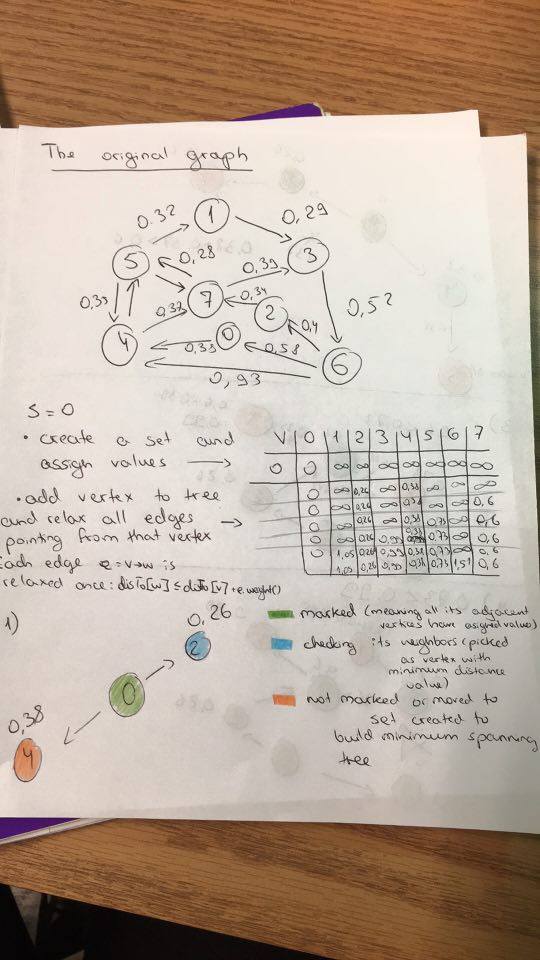 The original graph
0.32 1 0,29
5 0,28 3
0,39
0,33 7 0,34 0,52
0,37 2
4 0,33 0 0,4
0,58 6
0,93
S = 0
• create a set and
assign values →
• add vertex to tree
and relax all edges →
pointing from that vertex
Each edge e = v→w is
relaxed once: disTo[w] ≤ disTo[v] + e.weight()
V 0 1 2 3 4 5 6 7
0 0 ∞ ∞ ∞ ∞ ∞ ∞ ∞
0 ∞ 0,26 ∞ 0,38 ∞ ∞ ∞
0 ∞ 0,26 ∞ 0,38 ∞ ∞ 0,6
0 ∞ 0,26 ∞ 0,38 0,73 ∞ 0,6
0 ∞ 0,26 0,99 0,38 0,73 ∞ 0,6
0 1,05 0,26 0,99 0,38 0,73 ∞ 0,6
1,05 0,26 0,99 0,38 0,73 1,51 0,6
1)
0,26
2
0
0,38
4
marked (meaning all its adjacent
vertices have asigned value)
checking its neighbors (picked
as vertex with
minimum distance
value)
not marked or moved to
set created to
build minimum spanning
tree